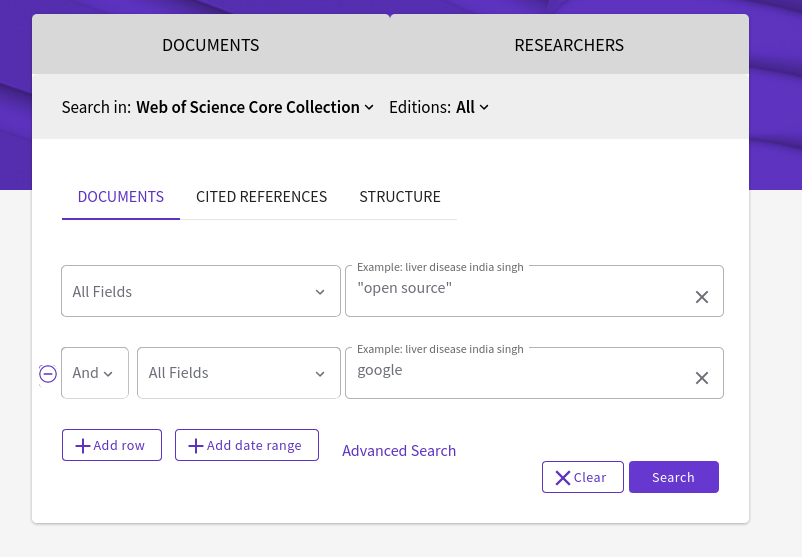 DOCUMENTS RESEARCHERS
Search in: Web of Science Core Collection Editions: All
DOCUMENTS CITED REFERENCES STRUCTURE
Example: liver disease india singh
All Fields "open source"
Example: liver disease india singh
And All Fields google
Add row Add date range Advanced Search
Clear Search